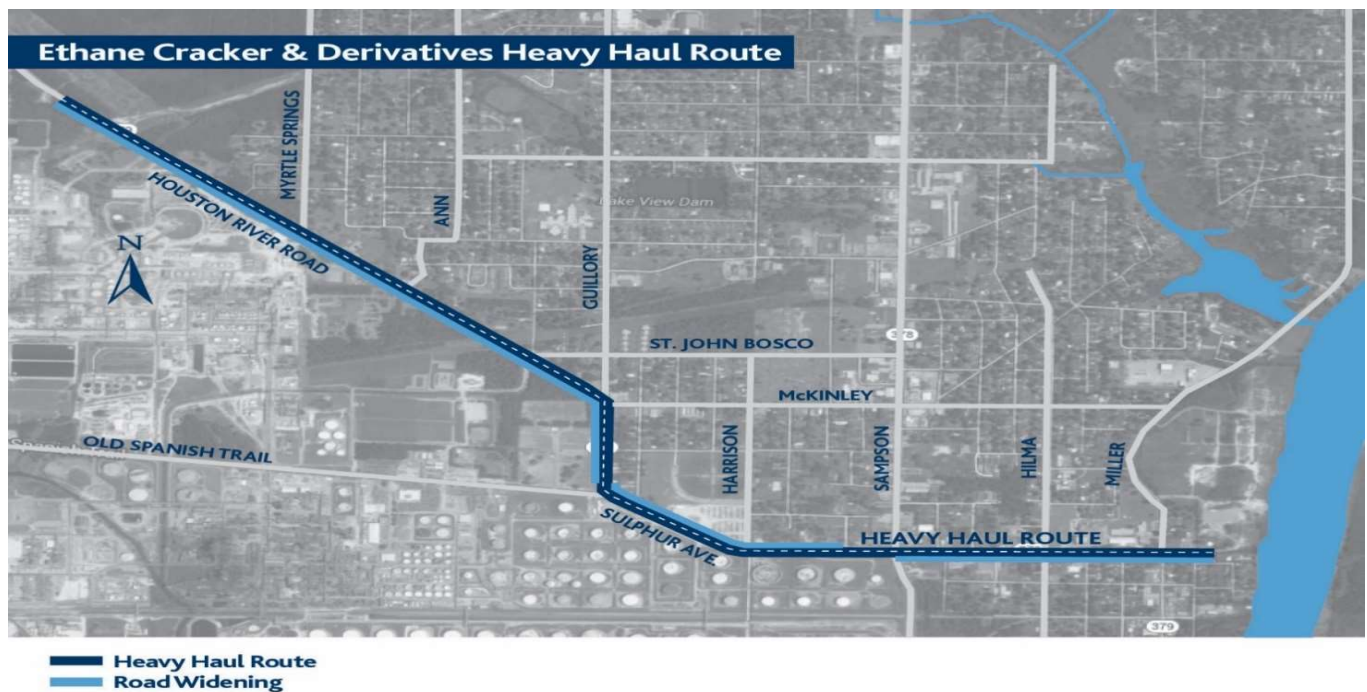 Ethane Cracker & Derivatives Heavy Haul Route
MYRTLE SPRINGS
HOUSTON RIVER ROAD
ANN
Lake View Dam
N
GUILLORY
ST. JOHN BOSCO
378
McKINLEY
OLD SPANISH TRAIL
HARRISON
SAMPSON
HILMA
MILLER
SULPHUR AVE.
HEAVY HAUL ROUTE
379
Heavy Haul Route
Road Widening